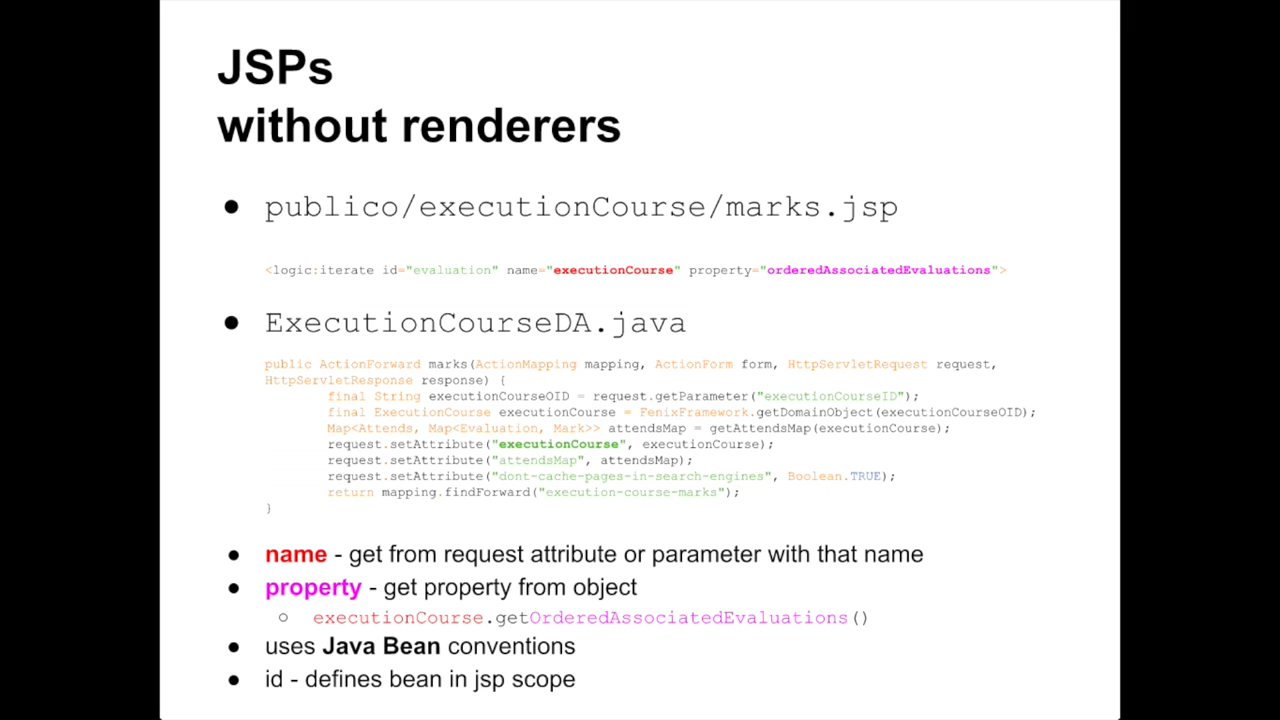 JSPs
without renderers
● publico/executionCourse/marks.jsp
<logic:iterate id="evaluation" name="executionCourse" property="orderedAssociatedEvaluations">
● ExecutionCourseDA.java
public ActionForward marks(ActionMapping mapping, ActionForm form, HttpServletRequest request,
HttpServletResponse response) {
final String executionCourseOID = request.getParameter("executionCourseID");
final ExecutionCourse executionCourse = FenixFramework.getDomainObject(executionCourseOID);
Map<Attends, Map<Evaluation, Mark>> attendsMap = getAttendsMap(executionCourse);
request.setAttribute("executionCourse", executionCourse);
request.setAttribute("attendsMap", attendsMap);
request.setAttribute("dont-cache-pages-in-search-engines", Boolean.TRUE);
return mapping.findForward("execution-course-marks");
}
● name - get from request attribute or parameter with that name
● property - get property from object
○ executionCourse.getOrderedAssociatedEvaluations()
● uses Java Bean conventions
● id - defines bean in jsp scope